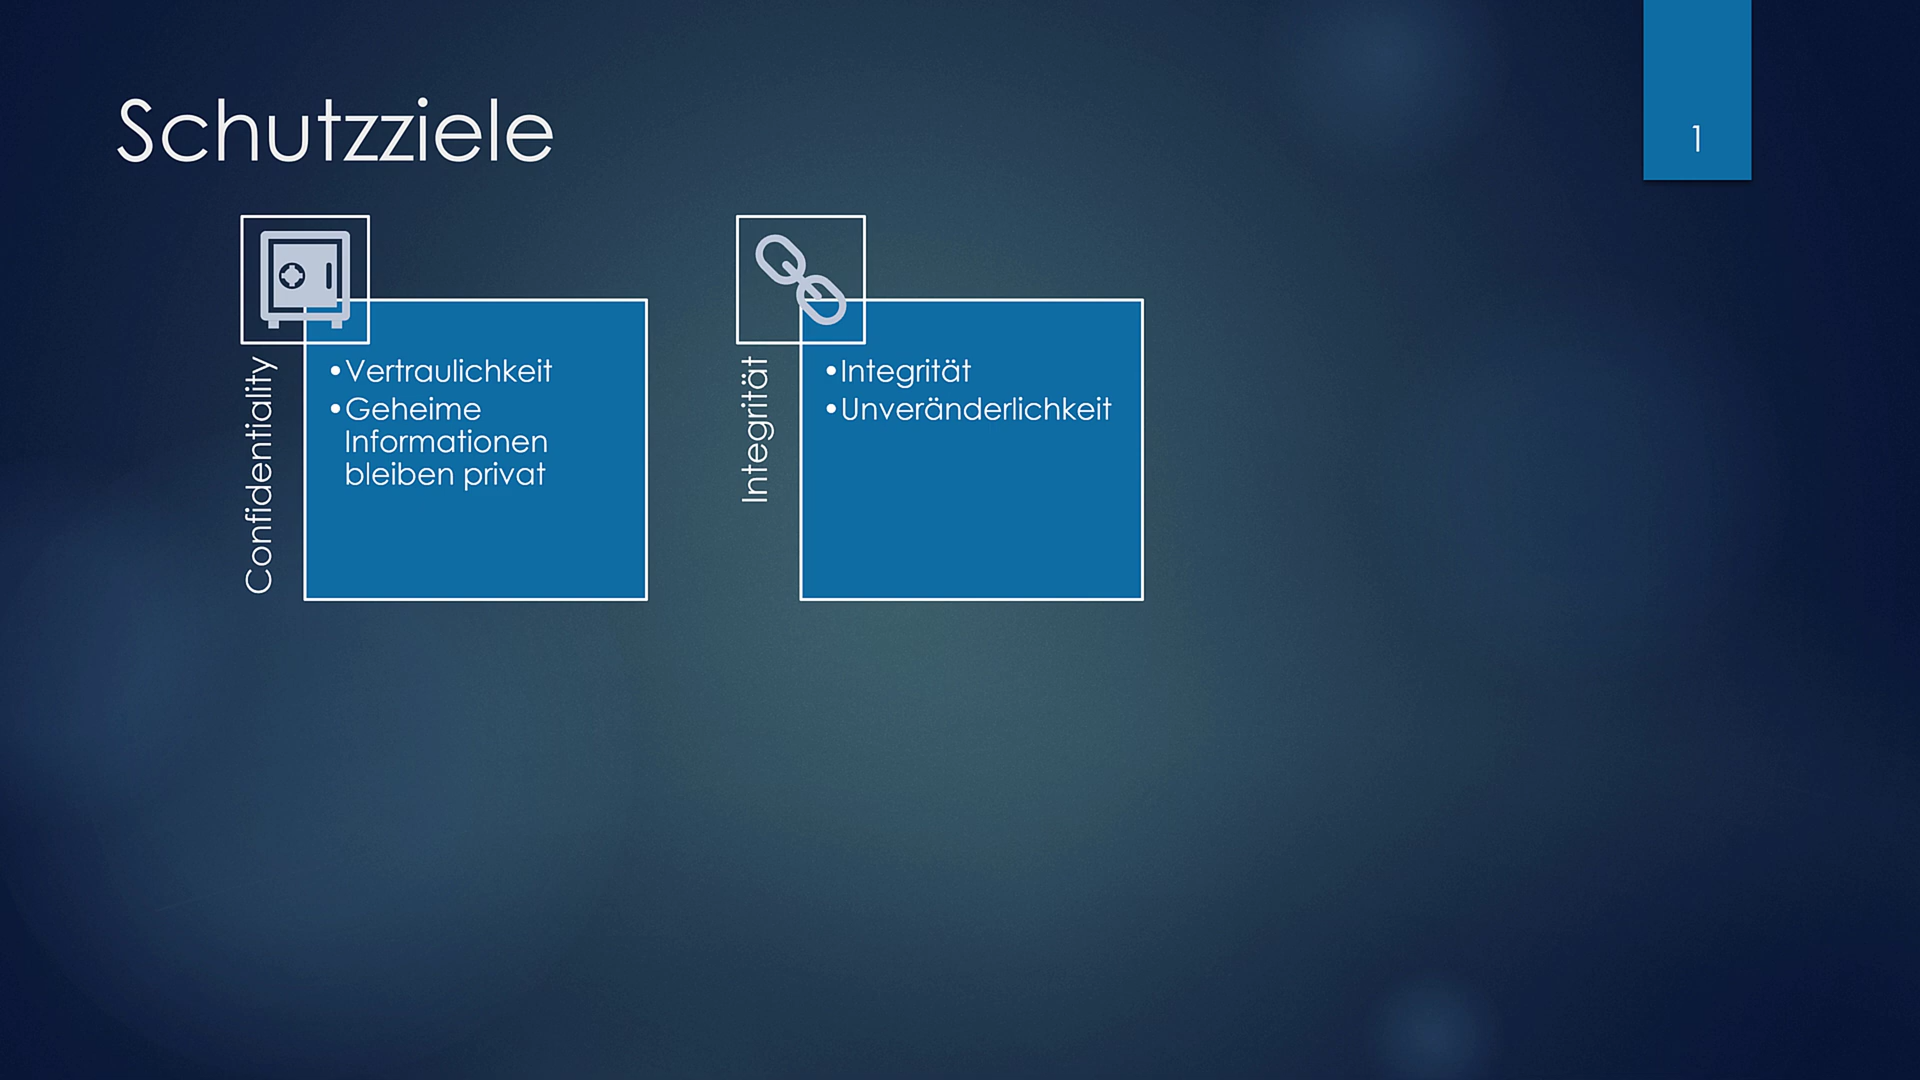 Schutzziele
1
Confidentiality
•Vertraulichkeit
•Geheime
Informationen
bleiben privat
Integrität
•Integrität
•Unveränderlichkeit